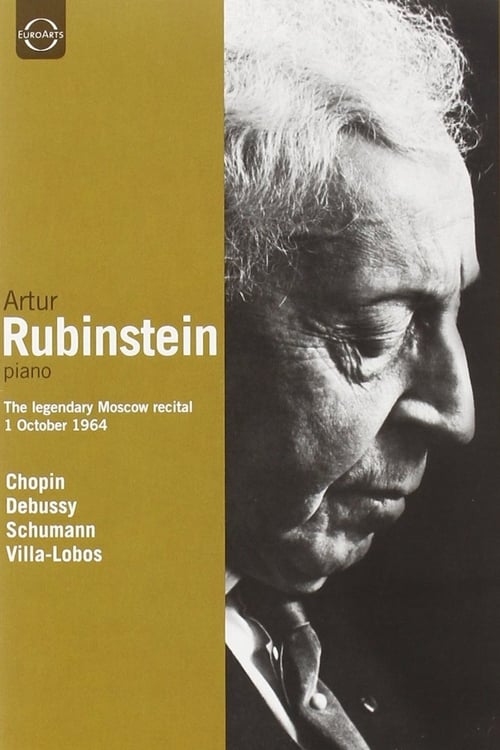 EuroArts
Artur
Rubinstein
piano
The legendary Moscow recital
1 October 1964
Chopin
Debussy
Schumann
Villa-Lobos